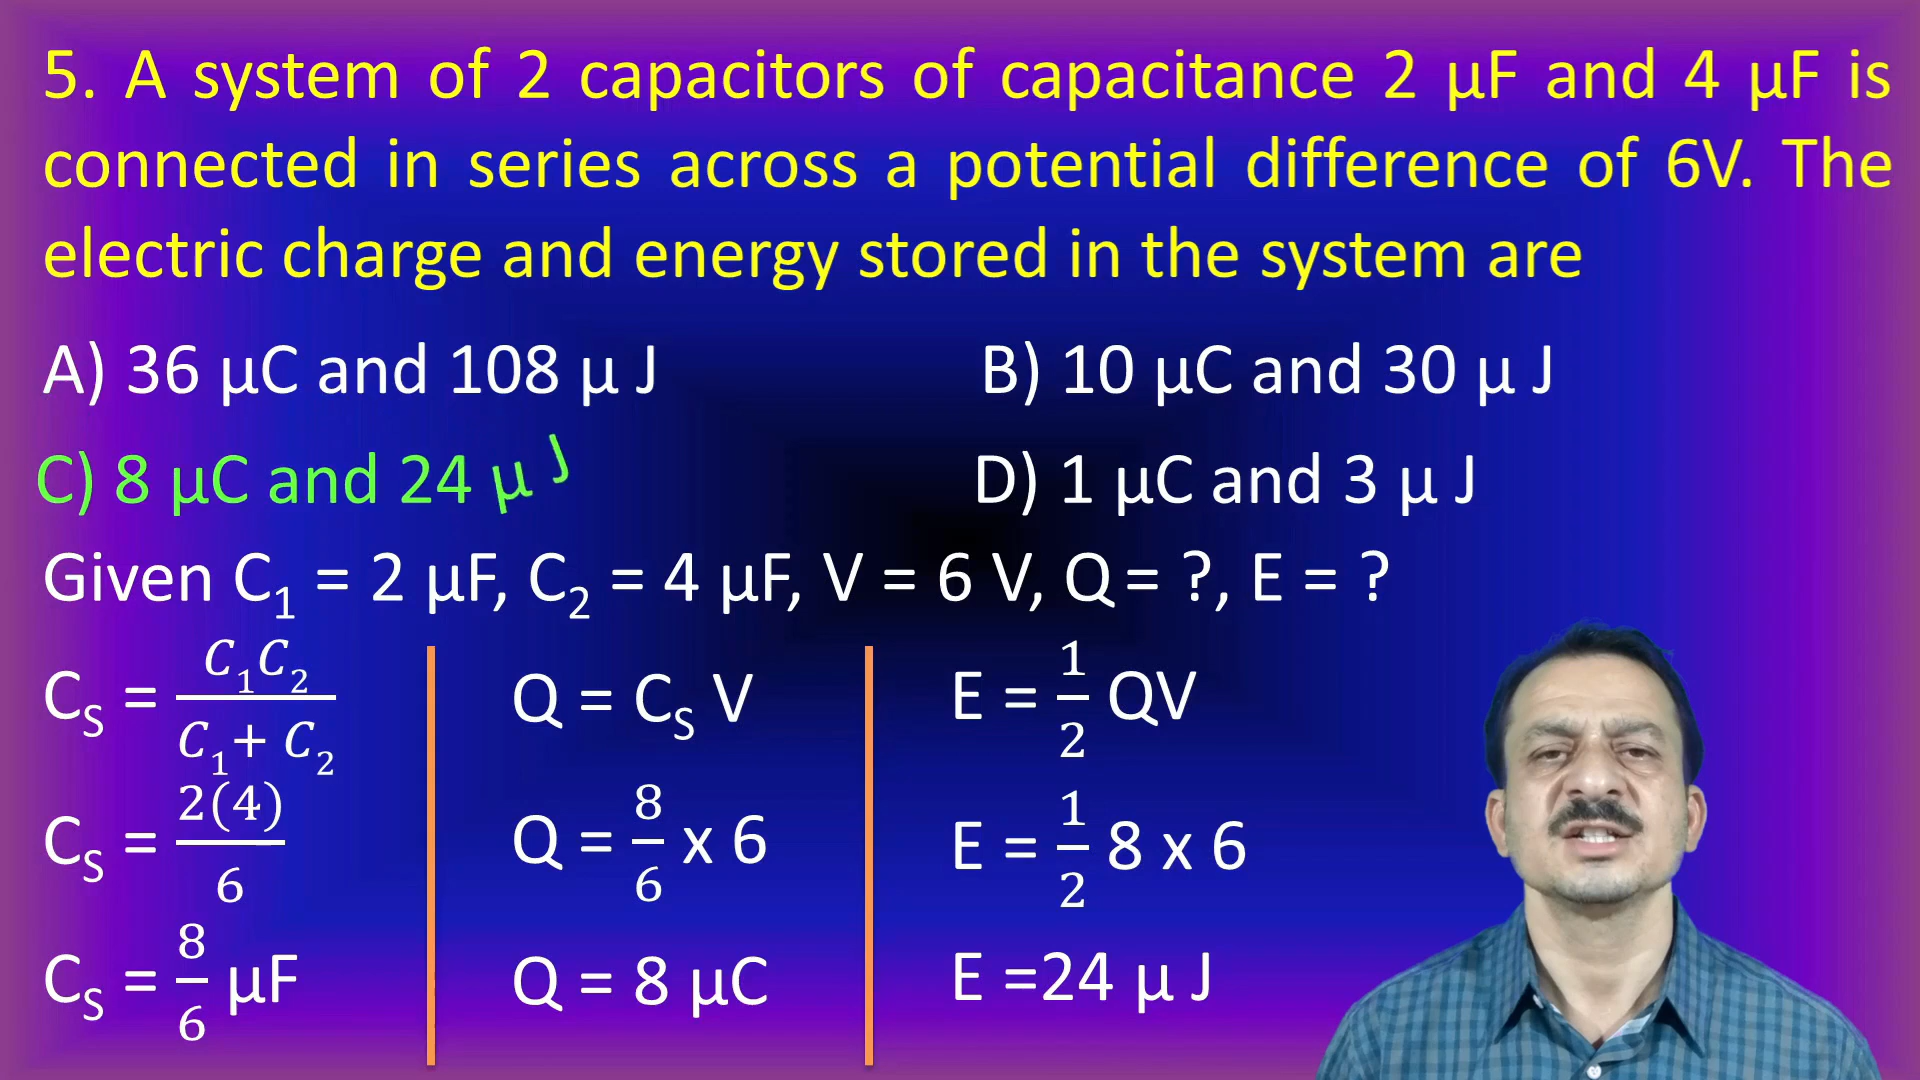 5. A system of 2 capacitors of capacitance 2 µF and 4 µF is
connected in series across a potential difference of 6V. The
electric charge and energy stored in the system are
A) 36 µC and 108 µ J
B) 10 µC and 30 µ J
C) 8 µC and 24 µ J
D) 1 µC and 3 µ J
Given C₁ = 2 µF, C₂ = 4 µF, V = 6 V, Q = ?, E = ?
C_S = C₁C₂ / C₁+ C₂
C_S = 2(4) / 6
C_S = 8/6 µF
Q = C_S V
Q = 8/6 x 6
Q = 8 µC
E = 1/2 QV
E = 1/2 8 x 6
E =24 µ J